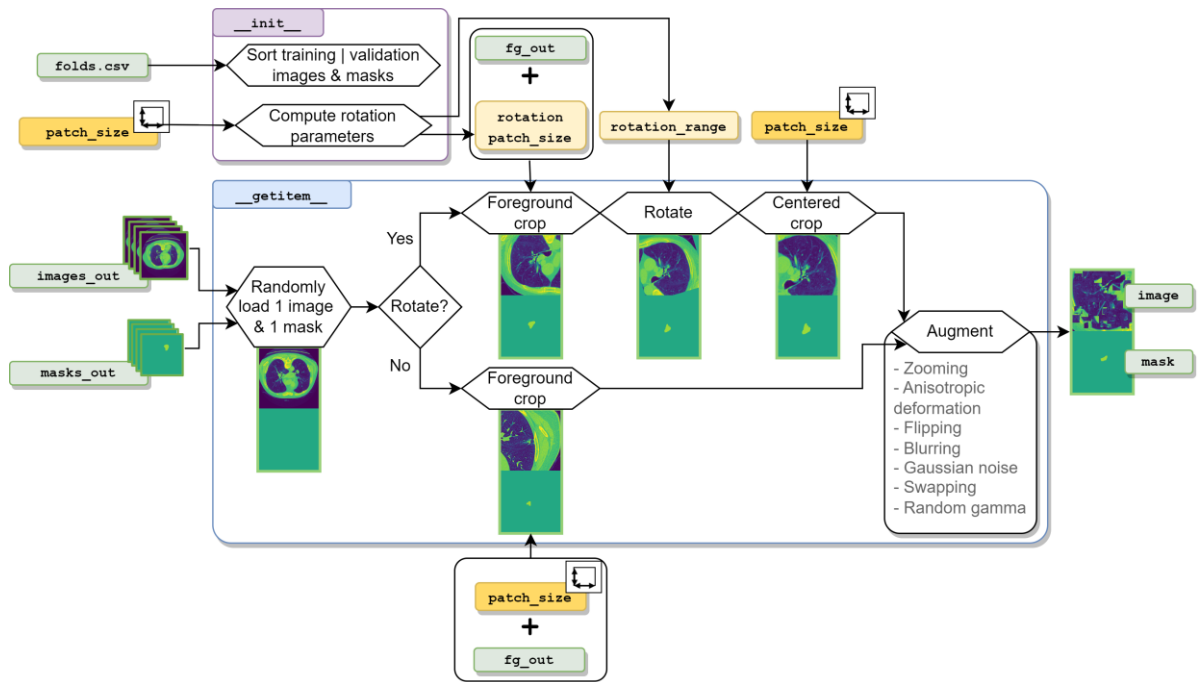 __init__
folds.csv
Sort training | validation
images & masks
patch_size
Compute rotation
parameters
fg_out
+
rotation
patch_size
rotation_range
patch_size
__getitem__
images_out
masks_out
Randomly
load 1 image
& 1 mask
Rotate?
Yes
No
Foreground
crop
Rotate
Centered
crop
Foreground
crop
Augment
- Zooming
- Anisotropic
deformation
- Flipping
- Blurring
- Gaussian noise
- Swapping
- Random gamma
image
mask
patch_size
+
fg_out